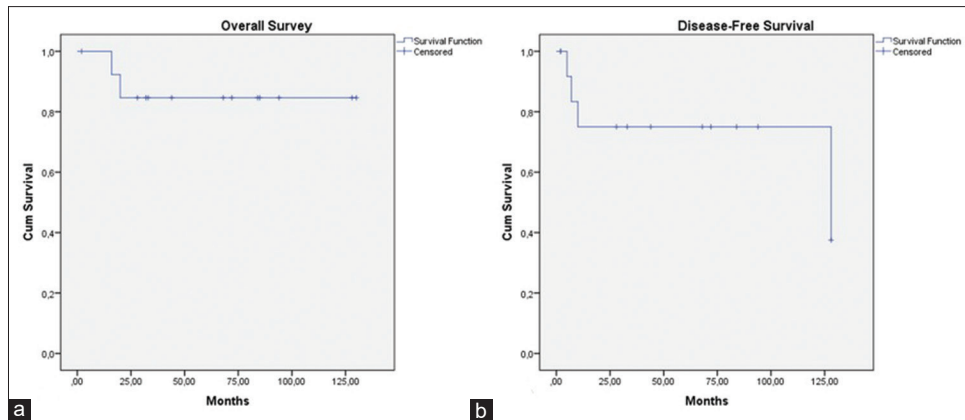 Overall Survey
Survival Function
Censored
1,0
0,8
0,6
0,4
0,2
0,0
Cum Survival
,00 25,00 50,00 75,00 100,00 125,00
Months
a
Disease-Free Survival
Survival Function
Censored
1,0
0,8
0,6
0,4
0,2
0,0
Cum Survival
,00 25,00 50,00 75,00 100,00 125,00
Months
b